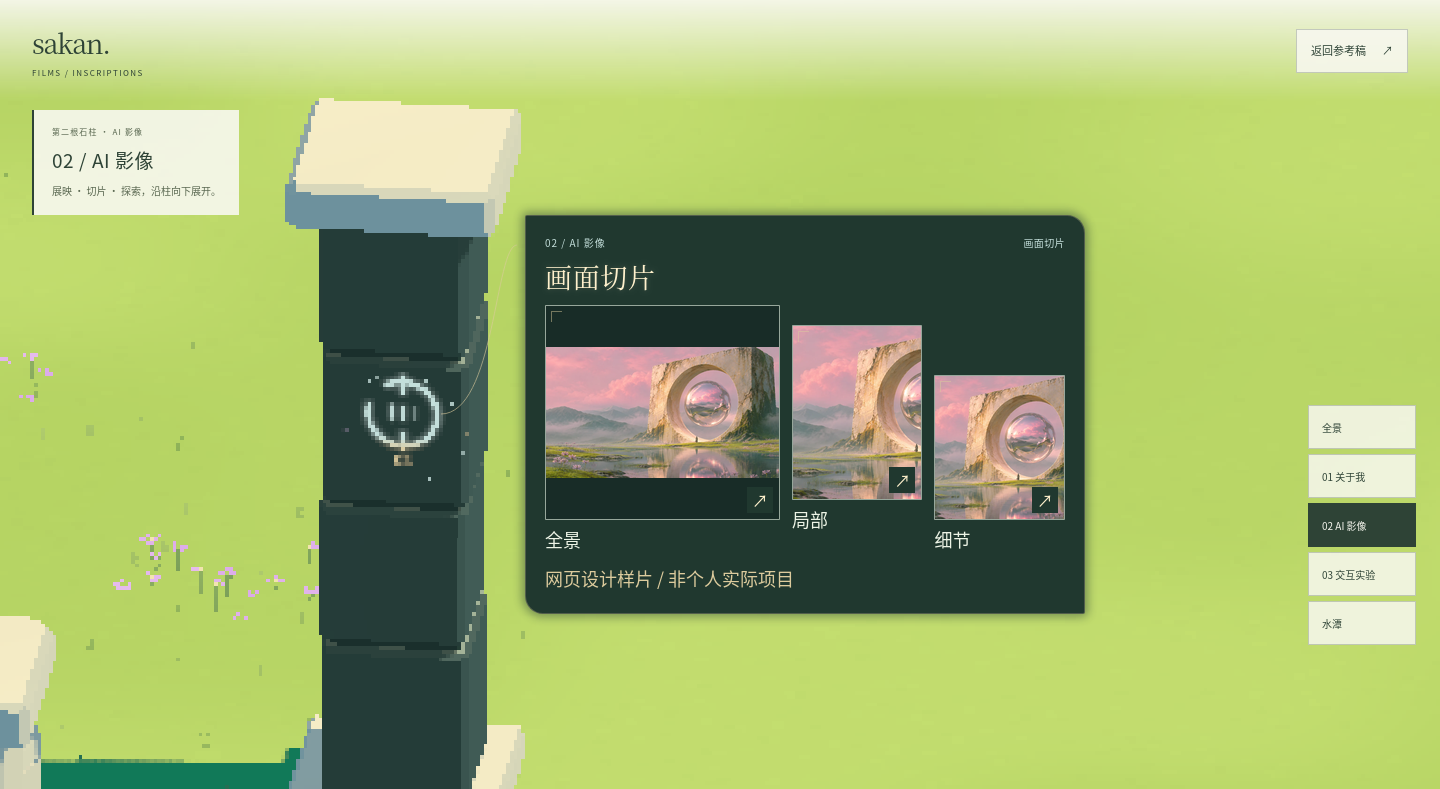 sakan.
FILMS / INSCRIPTIONS
返回参考稿 ↗
第二根石柱 · AI 影像
02 / AI 影像
展映 · 切片 · 探索，沿柱向下展开。
02 / AI 影像
画面切片
画面切片
全景
局部
细节
网页设计样片 / 非个人实际项目
全景
01 关于我
02 AI 影像
03 交互实验
水潭